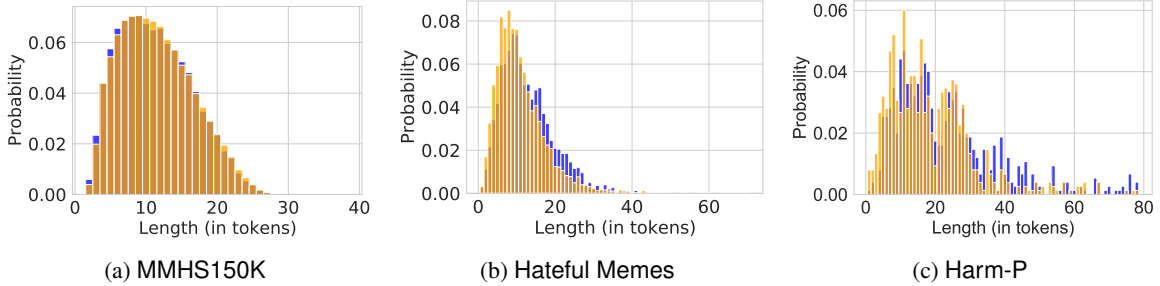 Probability
0.06
0.04
0.02
0.00
0 10 20 30 40
Length (in tokens)
(a) MMHS150K
Probability
0.08
0.06
0.04
0.02
0.00
0 20 40 60
Length (in tokens)
(b) Hateful Memes
Probability
0.06
0.04
0.02
0.00
0 20 40 60 80
Length (in tokens)
(c) Harm-P